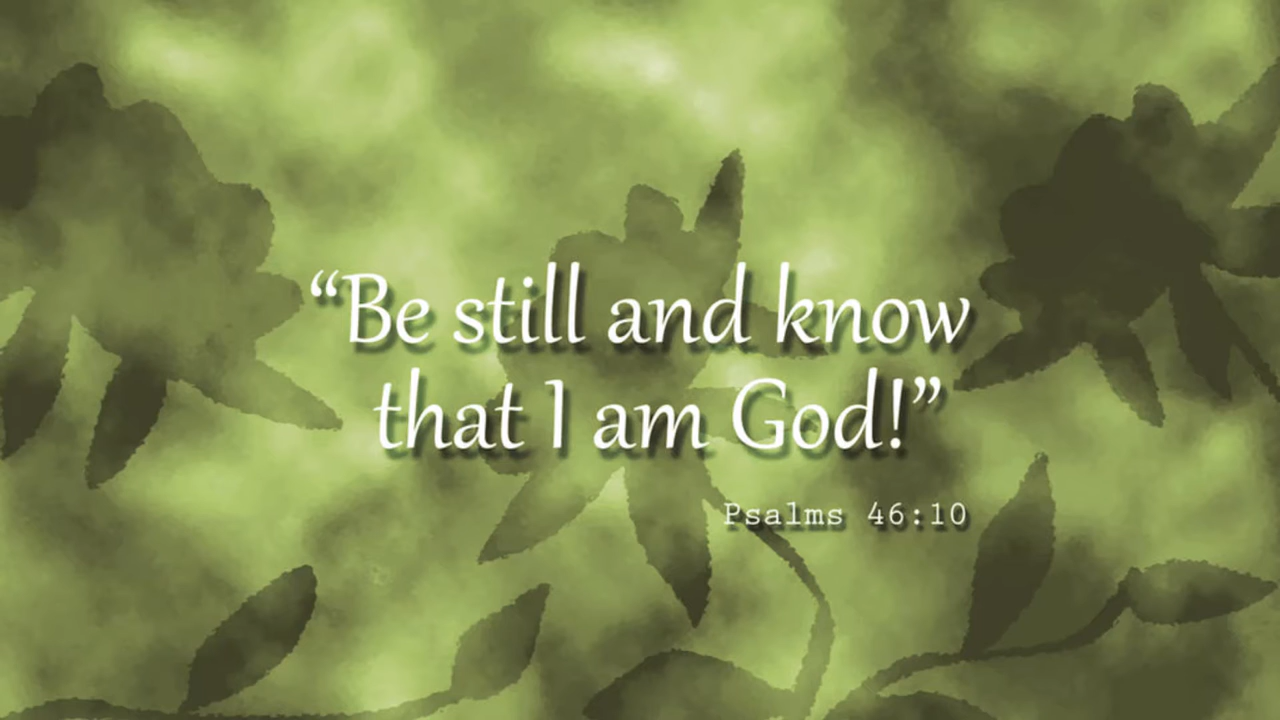 “Be still and know
that I am God!”
Psalms 46:10